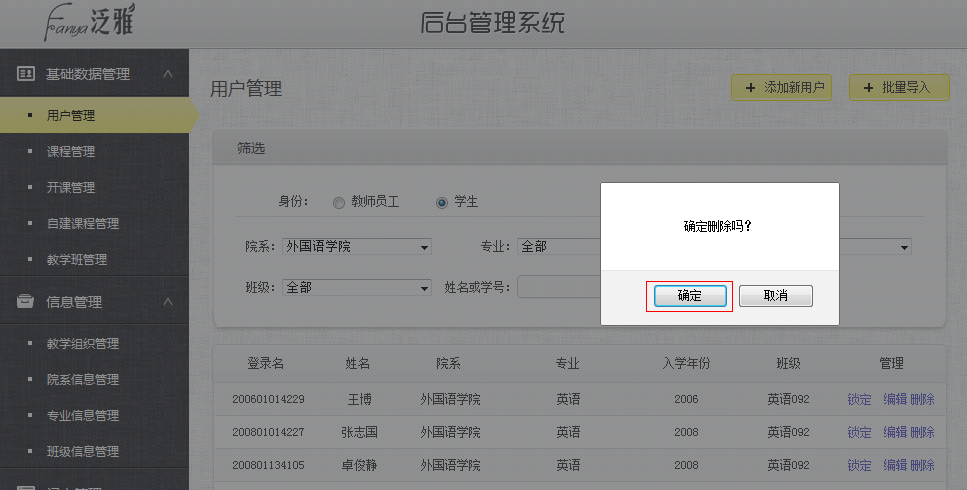 Fanya泛雅
后台管理系统
基础数据管理
用户管理
课程管理
开课管理
自建课程管理
教学班管理
信息管理
教学组织管理
院系信息管理
专业信息管理
班级信息管理
用户管理
+ 添加新用户
+ 批量导入
筛选
身份： 教师员工 学生
院系： 外国语学院 专业： 全部
班级： 全部 姓名或学号：
确定删除吗?
确定 取消
登录名 姓名 院系 专业 入学年份 班级 管理
200601014229 王博 外国语学院 英语 2006 英语092 锁定 编辑 删除
200801014227 张志国 外国语学院 英语 2008 英语092 锁定 编辑 删除
200801134105 卓俊静 外国语学院 英语 2008 英语092 锁定 编辑 删除